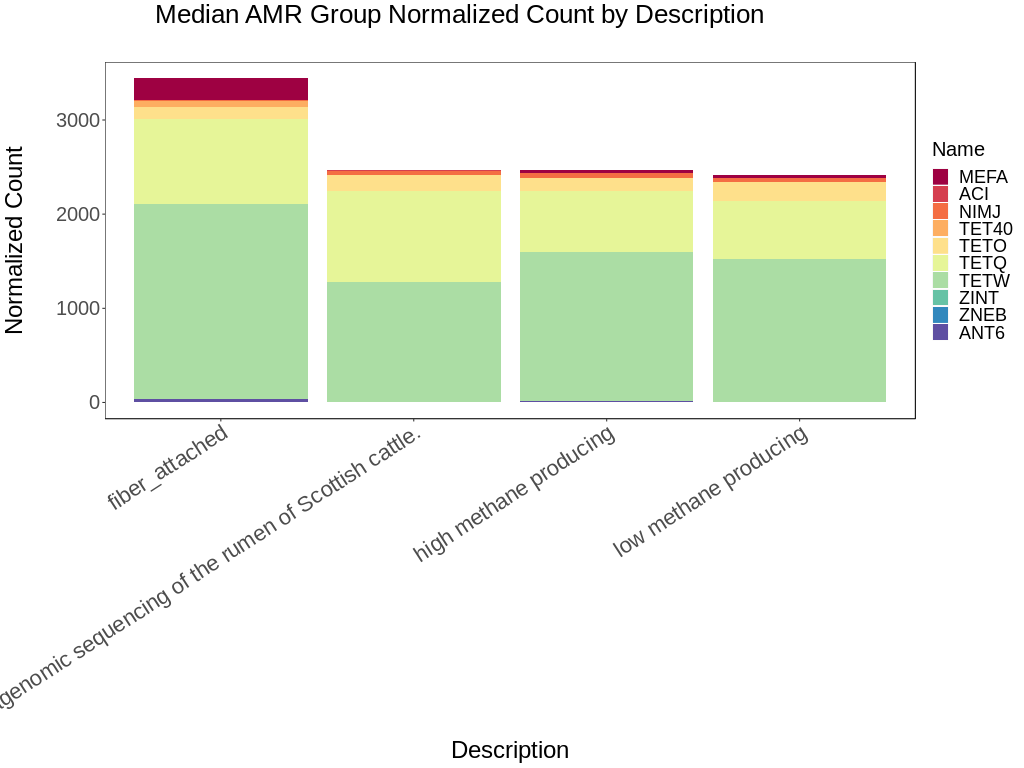 Median AMR Group Normalized Count by Description
Normalized Count
3000
2000
1000
0
fiber_attached
genomic sequencing of the rumen of Scottish cattle.
high methane producing
low methane producing
Description
Name
MEFA
ACI
NIMJ
TET40
TETO
TETQ
TETW
ZINT
ZNEB
ANT6